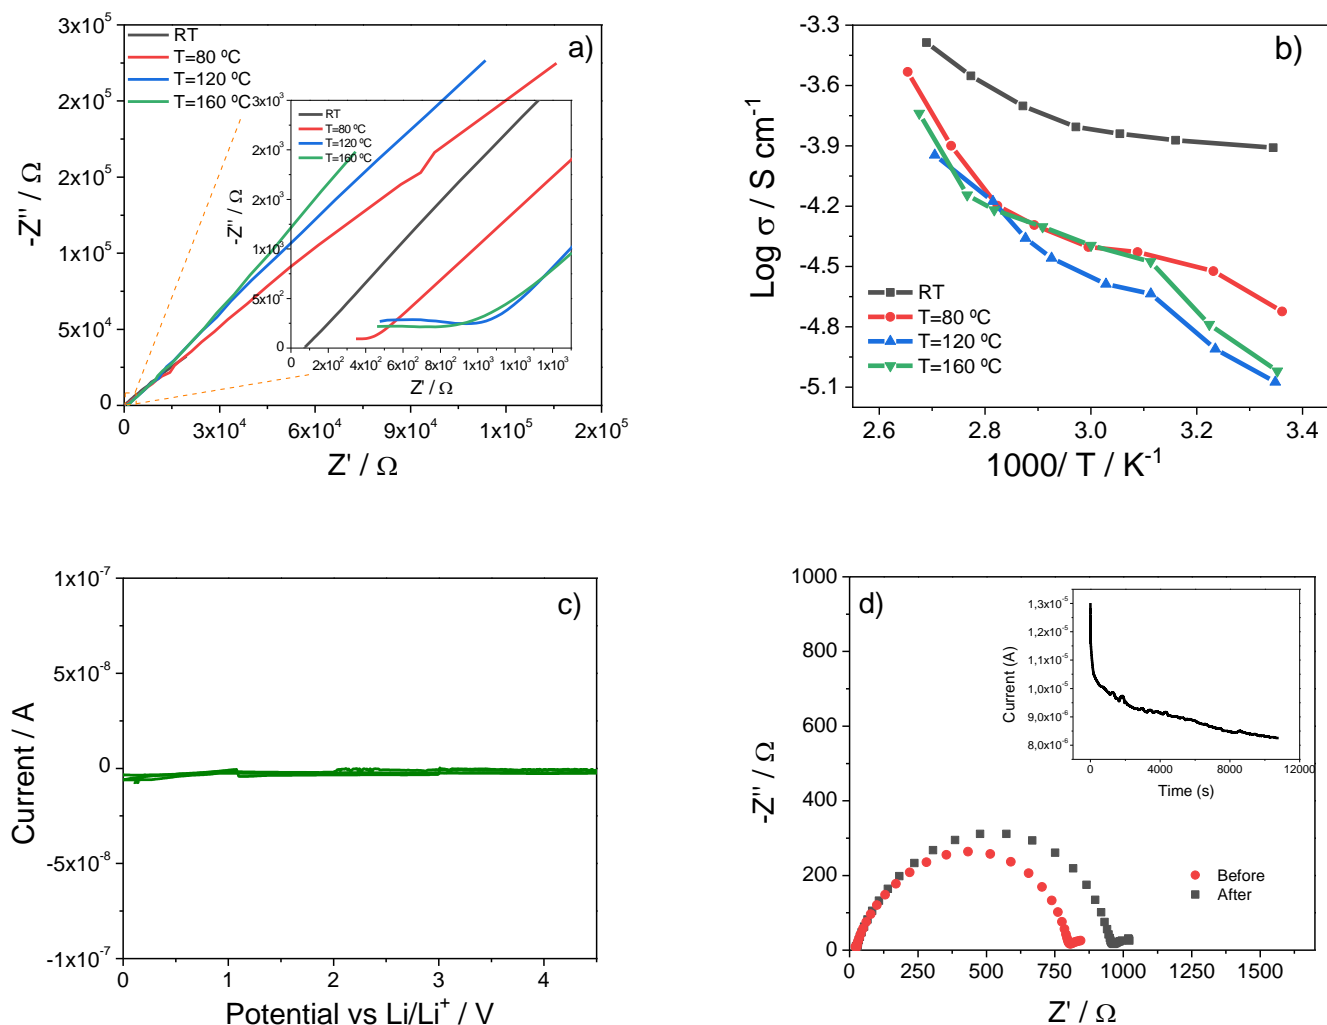 a)
-Z'' / Ω
3x10⁵
2x10⁵
2x10⁵
1x10⁵
5x10⁴
0
RT
T=80 ºC
T=120 ºC
T=160 ºC
0
3x10⁴
6x10⁴
9x10⁴
1x10⁵
2x10⁵
Z' / Ω
-Z'' / Ω
3x10³
2x10³
2x10³
1x10³
5x10²
0
RT
T=80 ºC
T=120 ºC
T=160 ºC
0
2x10²
4x10²
6x10²
8x10²
1x10³
1x10³
Z' / Ω
b)
Log σ / S cm⁻¹
-3.3
-3.6
-3.9
-4.2
-4.5
-4.8
-5.1
RT
T=80 ºC
T=120 ºC
T=160 ºC
2.6
2.8
3.0
3.2
3.4
1000/ T / K⁻¹
c)
Current / A
1x10⁻⁷
5x10⁻⁸
0
-5x10⁻⁸
-1x10⁻⁷
0
1
2
3
4
Potential vs Li/Li⁺ / V
d)
-Z'' / Ω
1000
800
600
400
200
0
0
250
500
750
1000
1250
1500
Z' / Ω
Before
After
Current (A)
1,3x10⁻⁵
1,2x10⁻⁵
1,1x10⁻⁵
1,0x10⁻⁵
9,0x10⁻⁶
8,0x10⁻⁶
0
4000
8000
12000
Time (s)